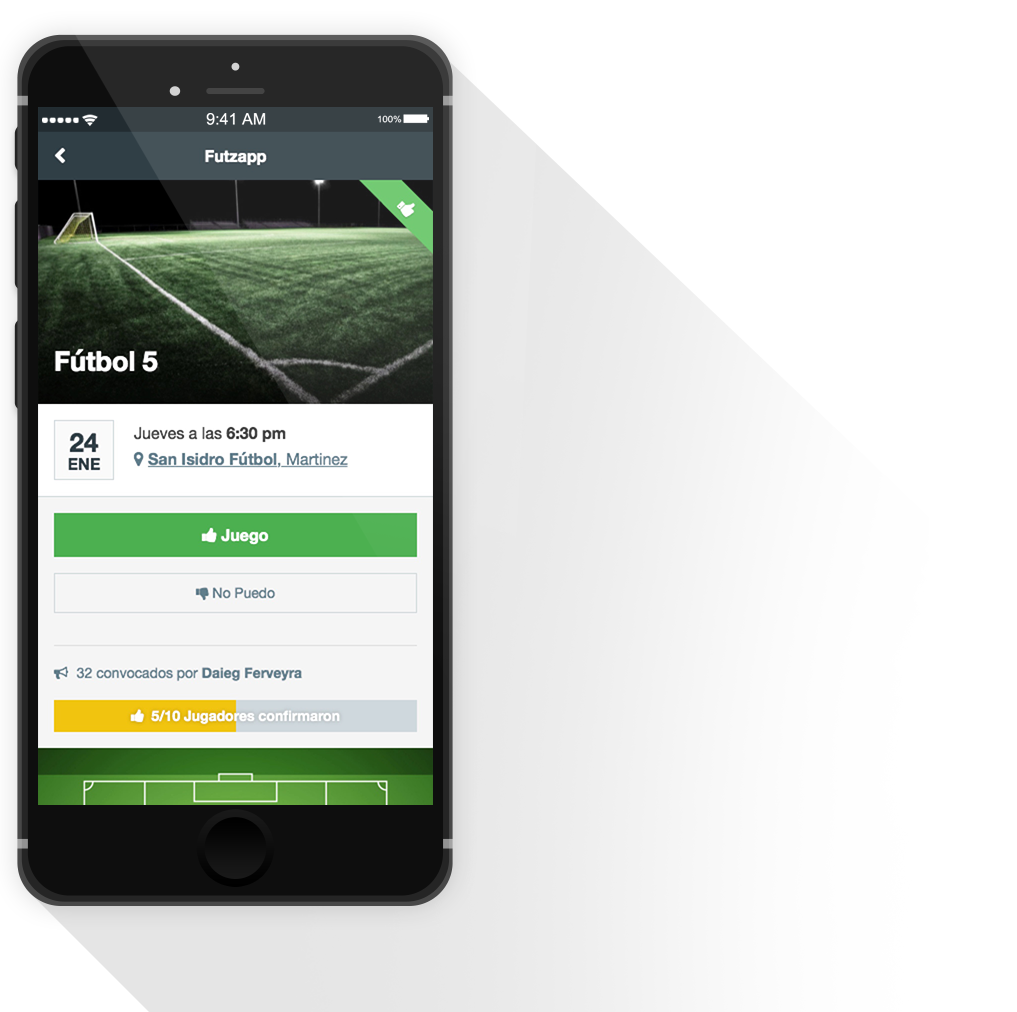 9:41 AM
100%
Futzapp
Fútbol 5
24
ENE
Jueves a las 6:30 pm
San Isidro Fútbol, Martinez
Juego
No Puedo
32 convocados por Daieg Ferveyra
5/10 Jugadores confirmaron